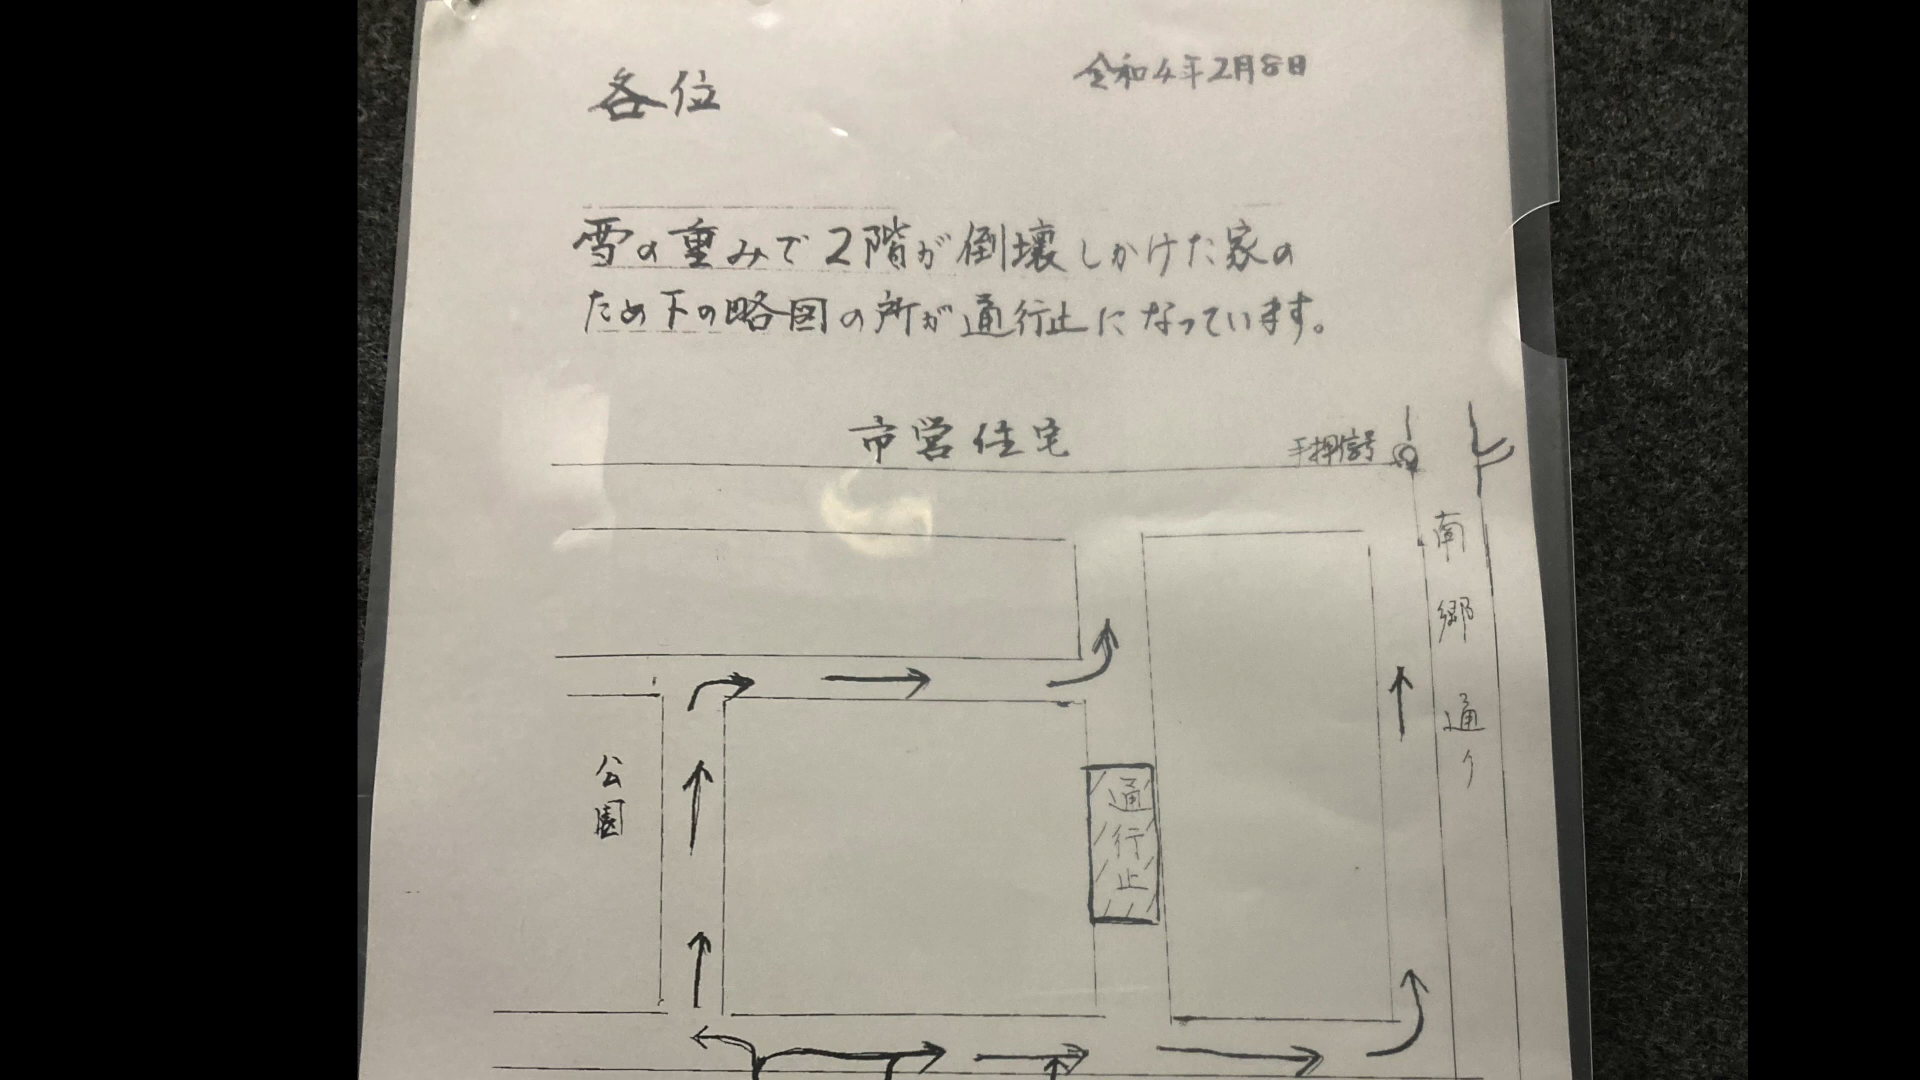 令和4年2月8日
各位
雪の重みで2階が倒壊しかけた家の
ため下の略図の所が通行止になっています。
市営住宅
手押信号
南郷通り
公園
通行止